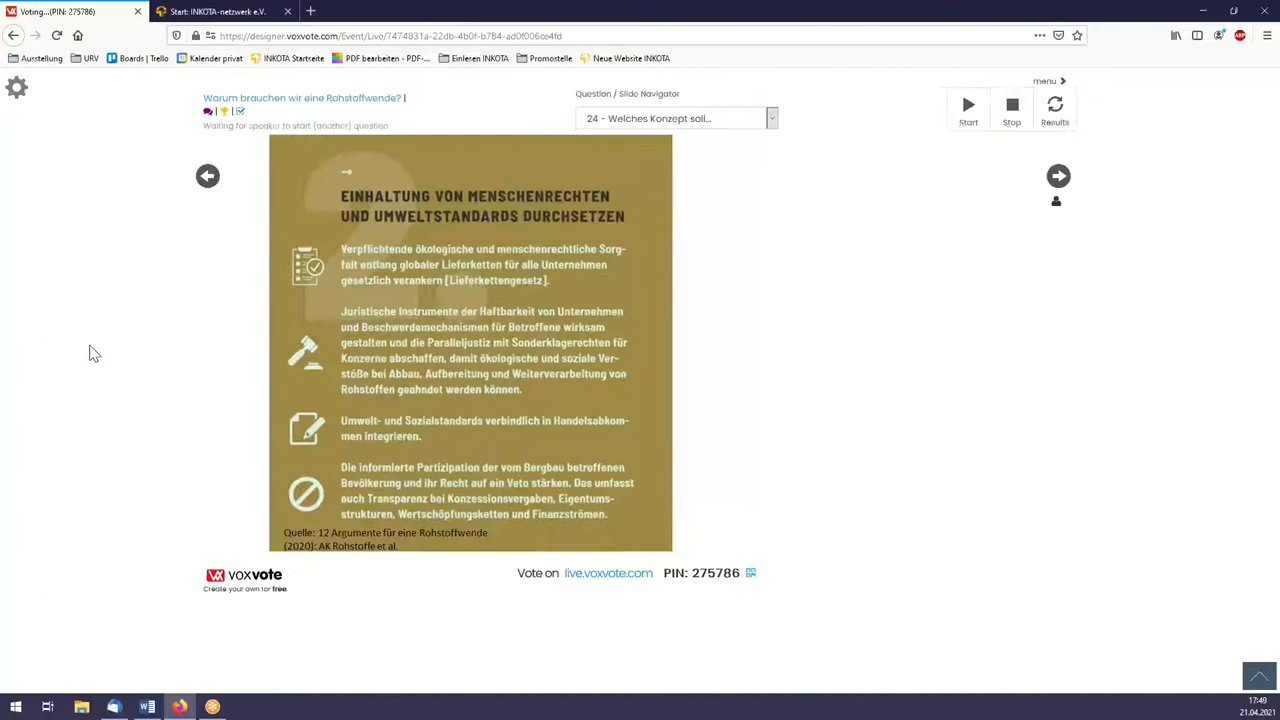 Voting...(PIN: 275786)
Start: INKOTA-netzwerk e.V.
https://designer.voxvote.com/Event/Live/7474831a-22db-4b0f-b784-ad0f006ce4fd
Ausstellung
URV
Boards | Trello
Kalender privat
INKOTA Startseite
PDF bearbeiten - PDF-...
Einlesen INKOTA
Promostelle
Neue Website INKOTA
menu
Warum brauchen wir eine Rohstoffwende? |
Waiting for speaker to start (another) question
Question / Slide Navigator
24 - Welches Konzept soll...
Start
Stop
Results
EINHALTUNG VON MENSCHENRECHTEN
UND UMWELTSTANDARDS DURCHSETZEN
Verpflichtende ökologische und menschenrechtliche Sorg-
falt entlang globaler Lieferketten für alle Unternehmen
gesetzlich verankern [Lieferkettengesetz].
Juristische Instrumente der Haftbarkeit von Unternehmen
und Beschwerdemechanismen für Betroffene wirksam
gestalten und die Paralleljustiz mit Sonderklagerechten für
Konzerne abschaffen, damit ökologische und soziale Ver-
stöße bei Abbau, Aufbereitung und Weiterverarbeitung von
Rohstoffen geahndet werden können.
Umwelt- und Sozialstandards verbindlich in Handelsabkom-
men integrieren.
Die informierte Partizipation der vom Bergbau betroffenen
Bevölkerung und ihr Recht auf ein Veto stärken. Das umfasst
auch Transparenz bei Konzessionsvergaben, Eigentums-
strukturen, Wertschöpfungsketten und Finanzströmen.
Quelle: 12 Argumente für eine Rohstoffwende
(2020): AK Rohstoffe et al.
voxvote
Create your own for free
Vote on live.voxvote.com PIN: 275786
17:49
21.04.2021